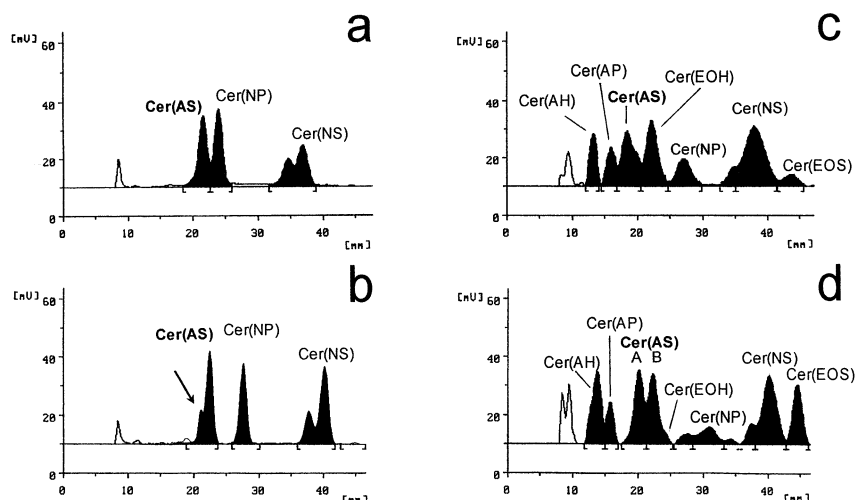 a
[mU]
60
40
20
0
Cer(AS)
Cer(NP)
Cer(NS)
0 10 20 30 40
[mm]
b
[mU]
60
40
20
0
Cer(AS)
Cer(NP)
Cer(NS)
0 10 20 30 40
[mm]
c
[mU]
60
40
20
0
Cer(AH)
Cer(AP)
Cer(AS)
Cer(EOH)
Cer(NP)
Cer(NS)
Cer(EOS)
0 10 20 30 40
[mm]
d
[mU]
60
40
20
0
Cer(AH)
Cer(AP)
Cer(AS)
A B
Cer(EOH)
Cer(NP)
Cer(NS)
Cer(EOS)
0 10 20 30 40
[mm]